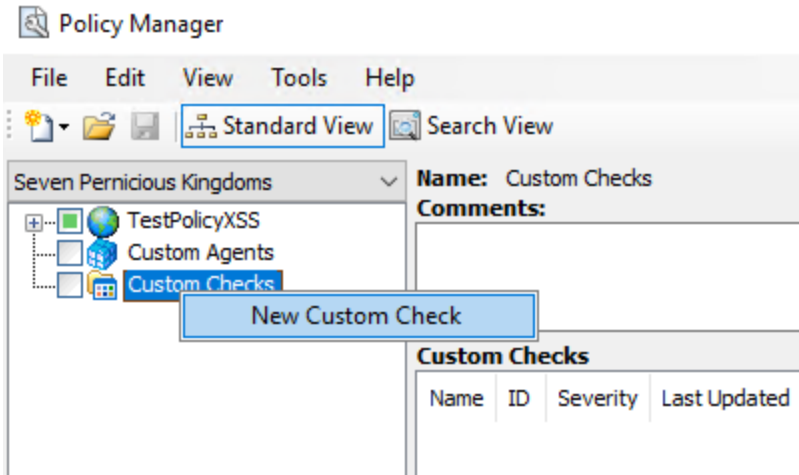 Policy Manager
File Edit View Tools Help
Standard View Search View
Seven Pernicious Kingdoms
TestPolicyXSS
Custom Agents
Custom Checks
New Custom Check
Name: Custom Checks
Comments:
Custom Checks
Name ID Severity Last Updated